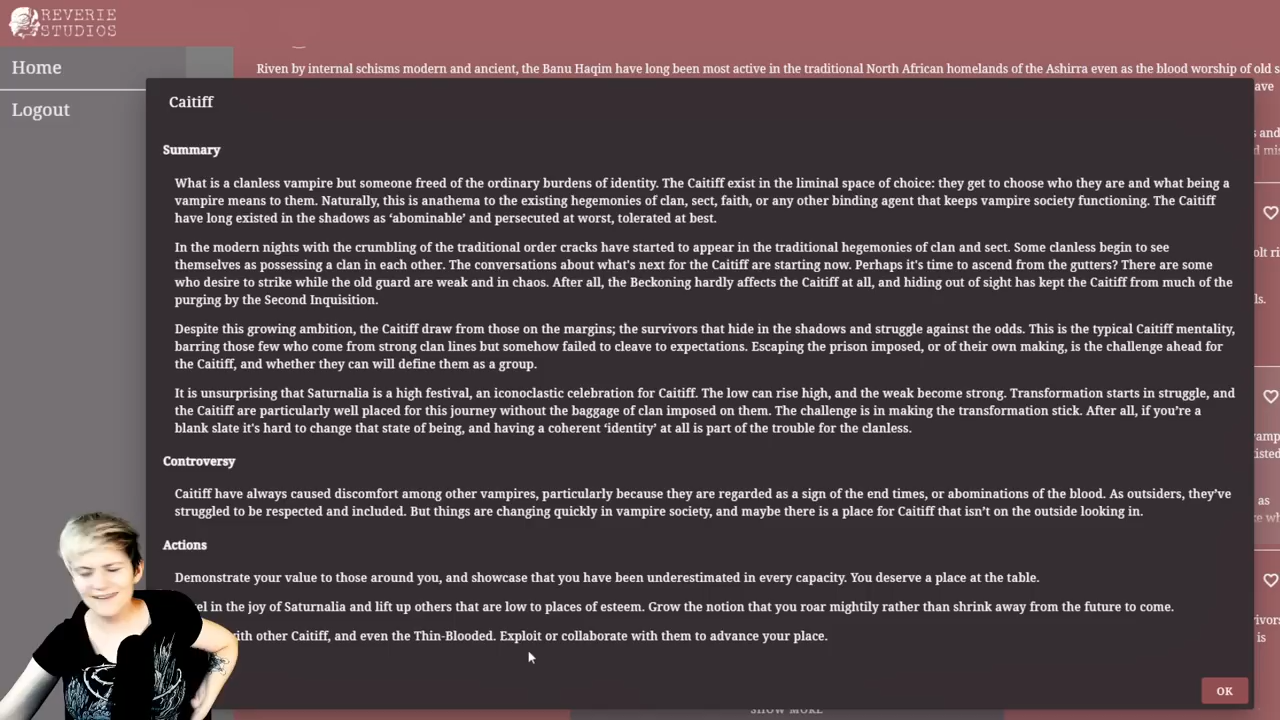 REVERIE
STUDIOS
Home
Logout
Riven by internal schisms modern and ancient, the Banu Haqim have long been most active in the traditional North African homelands of the Ashirra even as the blood worship of old s
Caitiff
Summary
What is a clanless vampire but someone freed of the ordinary burdens of identity. The Caitiff exist in the liminal space of choice: they get to choose who they are and what being a
vampire means to them. Naturally, this is anathema to the existing hegemonies of clan, sect, faith, or any other binding agent that keeps vampire society functioning. The Caitiff
have long existed in the shadows as ‘abominable’ and persecuted at worst, tolerated at best.
In the modern nights with the crumbling of the traditional order cracks have started to appear in the traditional hegemonies of clan and sect. Some clanless begin to see
themselves as possessing a clan in each other. The conversations about what's next for the Caitiff are starting now. Perhaps it's time to ascend from the gutters? There are some
who desire to strike while the old guard are weak and in chaos. After all, the Beckoning hardly affects the Caitiff at all, and hiding out of sight has kept the Caitiff from much of the
purging by the Second Inquisition.
Despite this growing ambition, the Caitiff draw from those on the margins; the survivors that hide in the shadows and struggle against the odds. This is the typical Caitiff mentality,
barring those few who come from strong clan lines but somehow failed to cleave to expectations. Escaping the prison imposed, or of their own making, is the challenge ahead for
the Caitiff, and whether they can will define them as a group.
It is unsurprising that Saturnalia is a high festival, an iconoclastic celebration for Caitiff. The low can rise high, and the weak become strong. Transformation starts in struggle, and
the Caitiff are particularly well placed for this journey without the baggage of clan imposed on them. The challenge is in making the transformation stick. After all, if you’re a
blank slate it's hard to change that state of being, and having a coherent ‘identity’ at all is part of the trouble for the clanless.
Controversy
Caitiff have always caused discomfort among other vampires, particularly because they are regarded as a sign of the end times, or abominations of the blood. As outsiders, they’ve
struggled to be respected and included. But things are changing quickly in vampire society, and maybe there is a place for Caitiff that isn’t on the outside looking in.
Actions
Demonstrate your value to those around you, and showcase that you have been underestimated in every capacity. You deserve a place at the table.
in the joy of Saturnalia and lift up others that are low to places of esteem. Grow the notion that you roar mightily rather than shrink away from the future to come.
with other Caitiff, and even the Thin-Blooded. Exploit or collaborate with them to advance your place.
OK
SHOW MORE